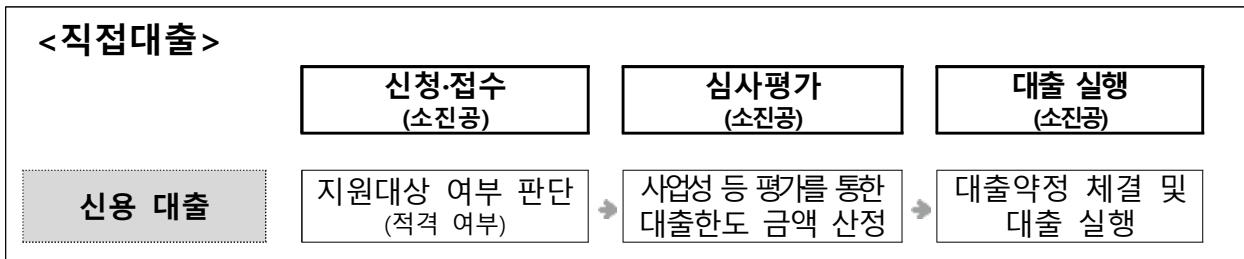 <직접대출>
신청·접수 심사평가 대출 실행
(소진공) (소진공) (소진공)
신용 대출
지원대상 여부 판단 사업성 등 평가를 통한 대출약정 체결 및
(적격 여부) 대출한도 금액 산정 대출 실행